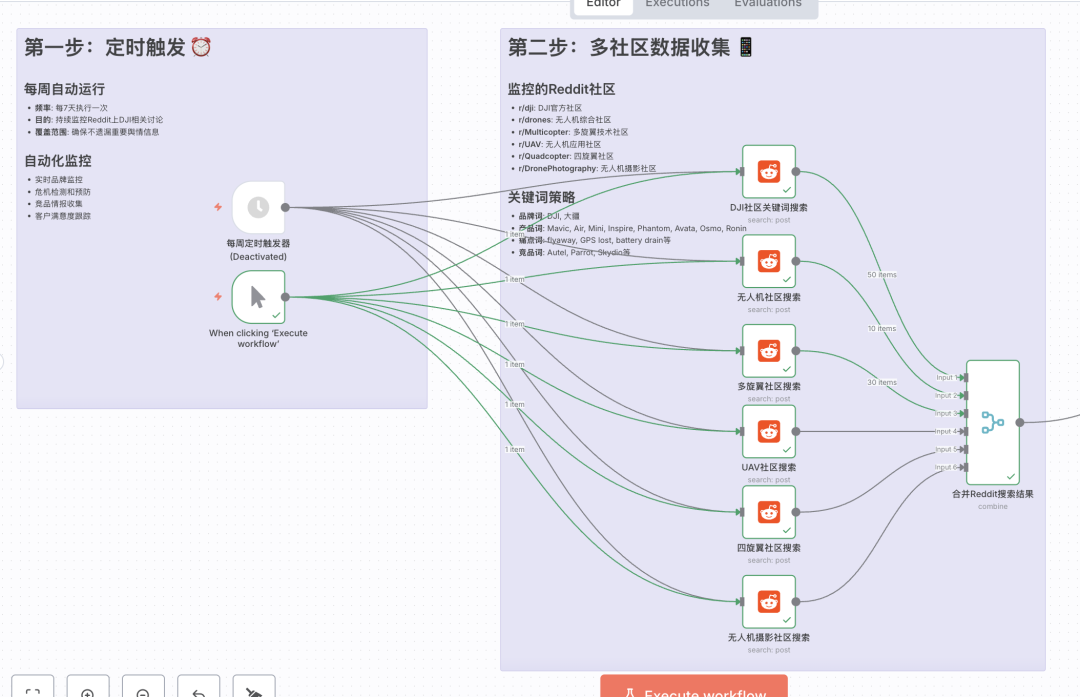 Editor
Executions
Evaluations
第一步：定时触发 ⏰
每周自动运行
• 频率: 每7天执行一次
• 目的: 持续监控Reddit上DJI相关讨论
• 覆盖范围: 确保不遗漏重要舆情信息
自动化监控
• 实时品牌监控
• 危机检测和预防
• 竞品情报收集
• 客户满意度跟踪
每周定时触发器
(Deactivated)
When clicking ‘Execute
workflow’
第二步：多社区数据收集 📱
监控的Reddit社区
• r/dji: DJI官方社区
• r/drones: 无人机综合社区
• r/Multicopter: 多旋翼技术社区
• r/UAV: 无人机应用社区
• r/Quadcopter: 四旋翼社区
• r/DronePhotography: 无人机摄影社区
关键词策略
• 品牌词: DJI, 大疆
• 产品词: Mavic, Air, Mini, Inspire, Phantom, Avata, Osmo, Ronin
• 痛点词: flyaway, GPS lost, battery drain等
• 竞品词: Autel, Parrot, Skydio等
1 item
1 item
1 item
1 item
1 item
1 item
DJI社区关键词搜索
search: post
无人机社区搜索
search: post
多旋翼社区搜索
search: post
UAV社区搜索
search: post
四旋翼社区搜索
search: post
无人机摄影社区搜索
search: post
50 items
10 items
30 items
Input 1
Input 2
Input 3
Input 4
Input 5
Input 6
合并Reddit搜索结果
combine
Execute workflow